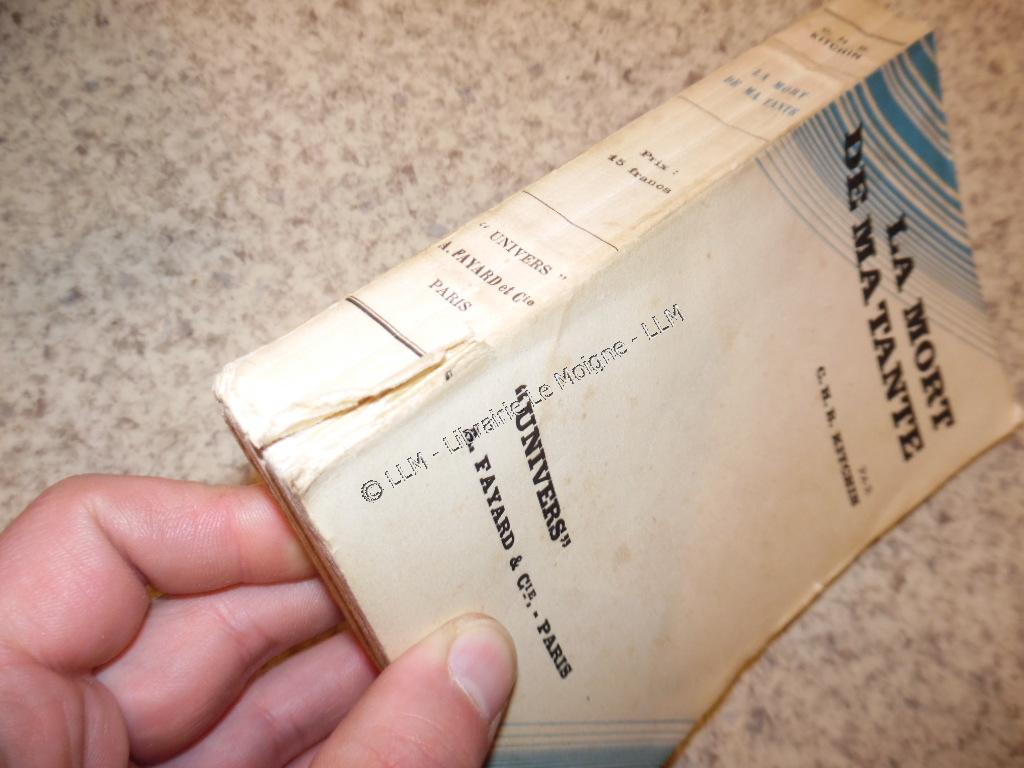 C. H. B.
KITCHIN
LA MORT
DE MA TANTE
Prix :
15 francs
" UNIVERS "
A. FAYARD et Cie
PARIS
LA MORT
DE MA TANTE
PAR
C. H. B. KITCHIN
"UNIVERS"
A. FAYARD & CIE. - PARIS
© LLM - Librairie Le Moigne - LLM